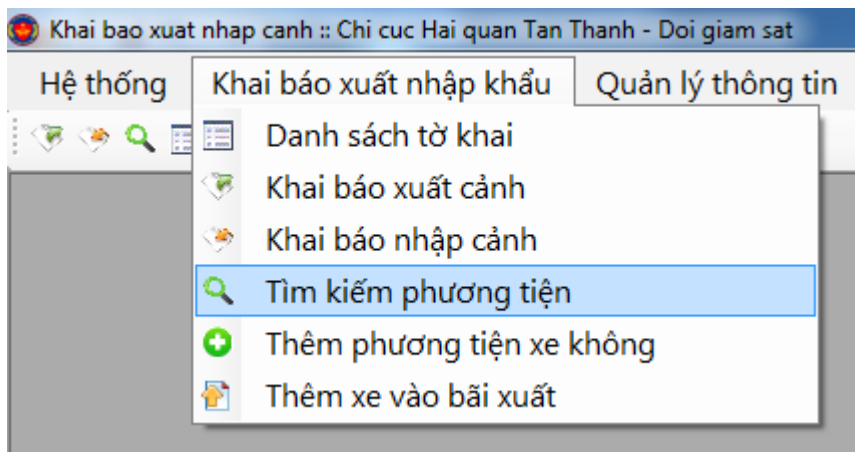 Khai bao xuat nhap canh :: Chi cuc Hai quan Tan Thanh - Doi giam sat
Hệ thống Khai báo xuất nhập khẩu Quản lý thông tin
Danh sách tờ khai
Khai báo xuất cảnh
Khai báo nhập cảnh
Tìm kiếm phương tiện
Thêm phương tiện xe không
Thêm xe vào bãi xuất